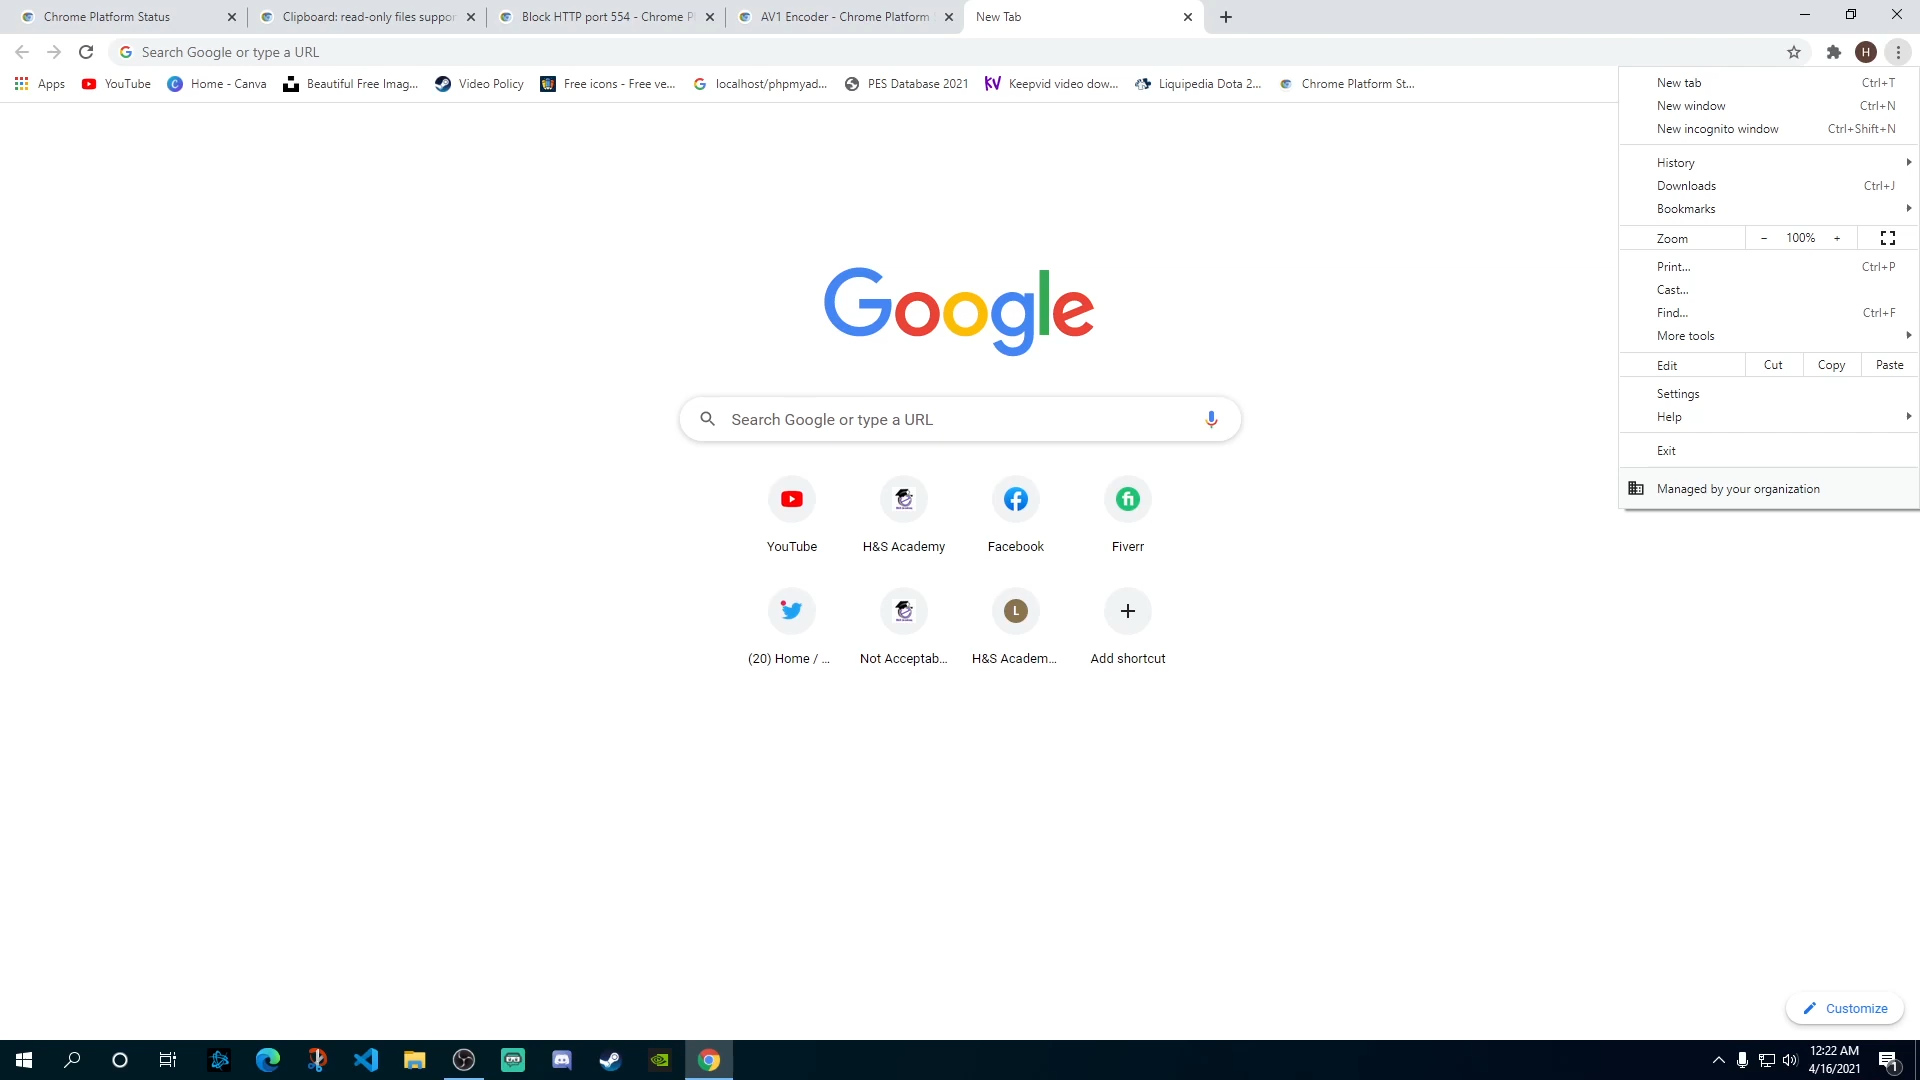 Chrome Platform Status
Clipboard: read-only files suppor
Block HTTP port 554 - Chrome Pl
AV1 Encoder - Chrome Platform
New Tab
Search Google or type a URL
H
Apps
YouTube
Home - Canva
Beautiful Free Imag...
Video Policy
Free icons - Free ve...
localhost/phpmyad...
PES Database 2021
KV Keepvid video dow...
Liquipedia Dota 2...
Chrome Platform St...
New tab Ctrl+T
New window Ctrl+N
New incognito window Ctrl+Shift+N
History
Downloads Ctrl+J
Bookmarks
Zoom - 100% +
Print... Ctrl+P
Cast...
Find... Ctrl+F
More tools
Edit Cut Copy Paste
Settings
Help
Exit
Managed by your organization
Google
Search Google or type a URL
YouTube
H&S Academy
Facebook
fi
Fiverr
(20) Home / ...
Not Acceptab...
L
H&S Academ...
Add shortcut
Customize
12:22 AM
4/16/2021
1